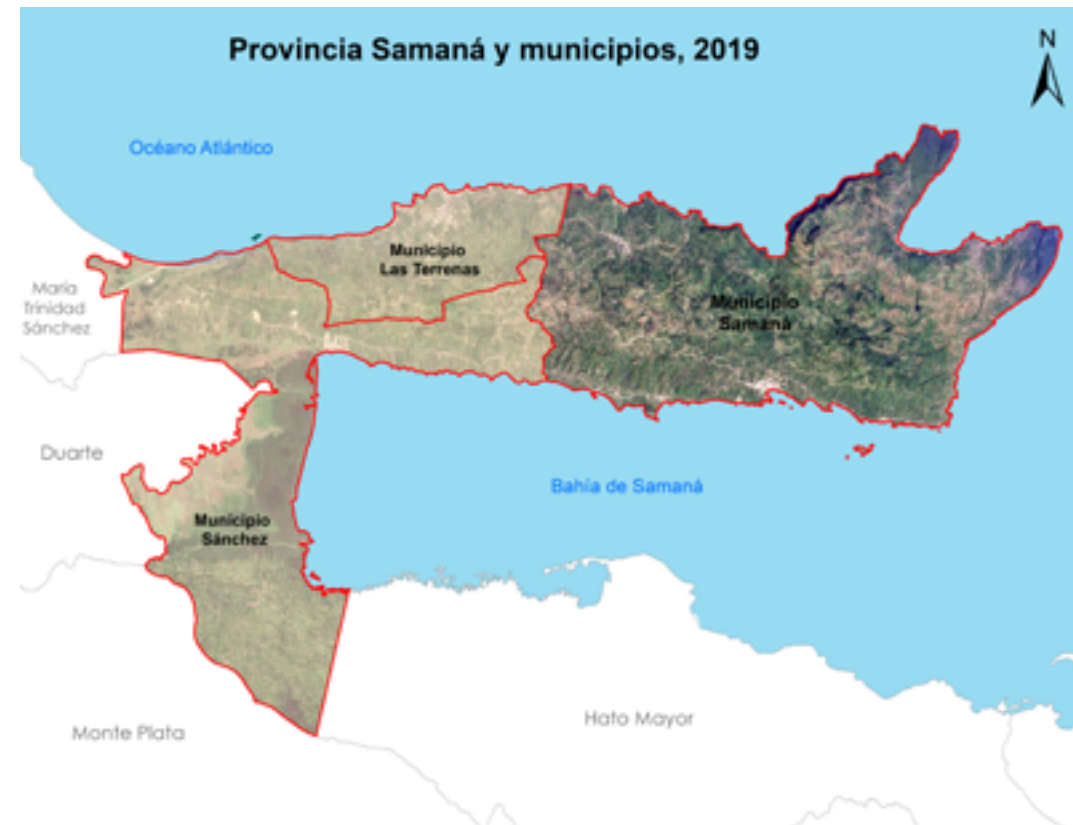 Provincia Samaná y municipios, 2019
N
Océano Atlántico
Municipio
Las Terrenas
María
Trinidad
Sánchez
Municipio
Samaná
Duarte
Bahía de Samaná
Municipio
Sánchez
Hato Mayor
Monte Plata